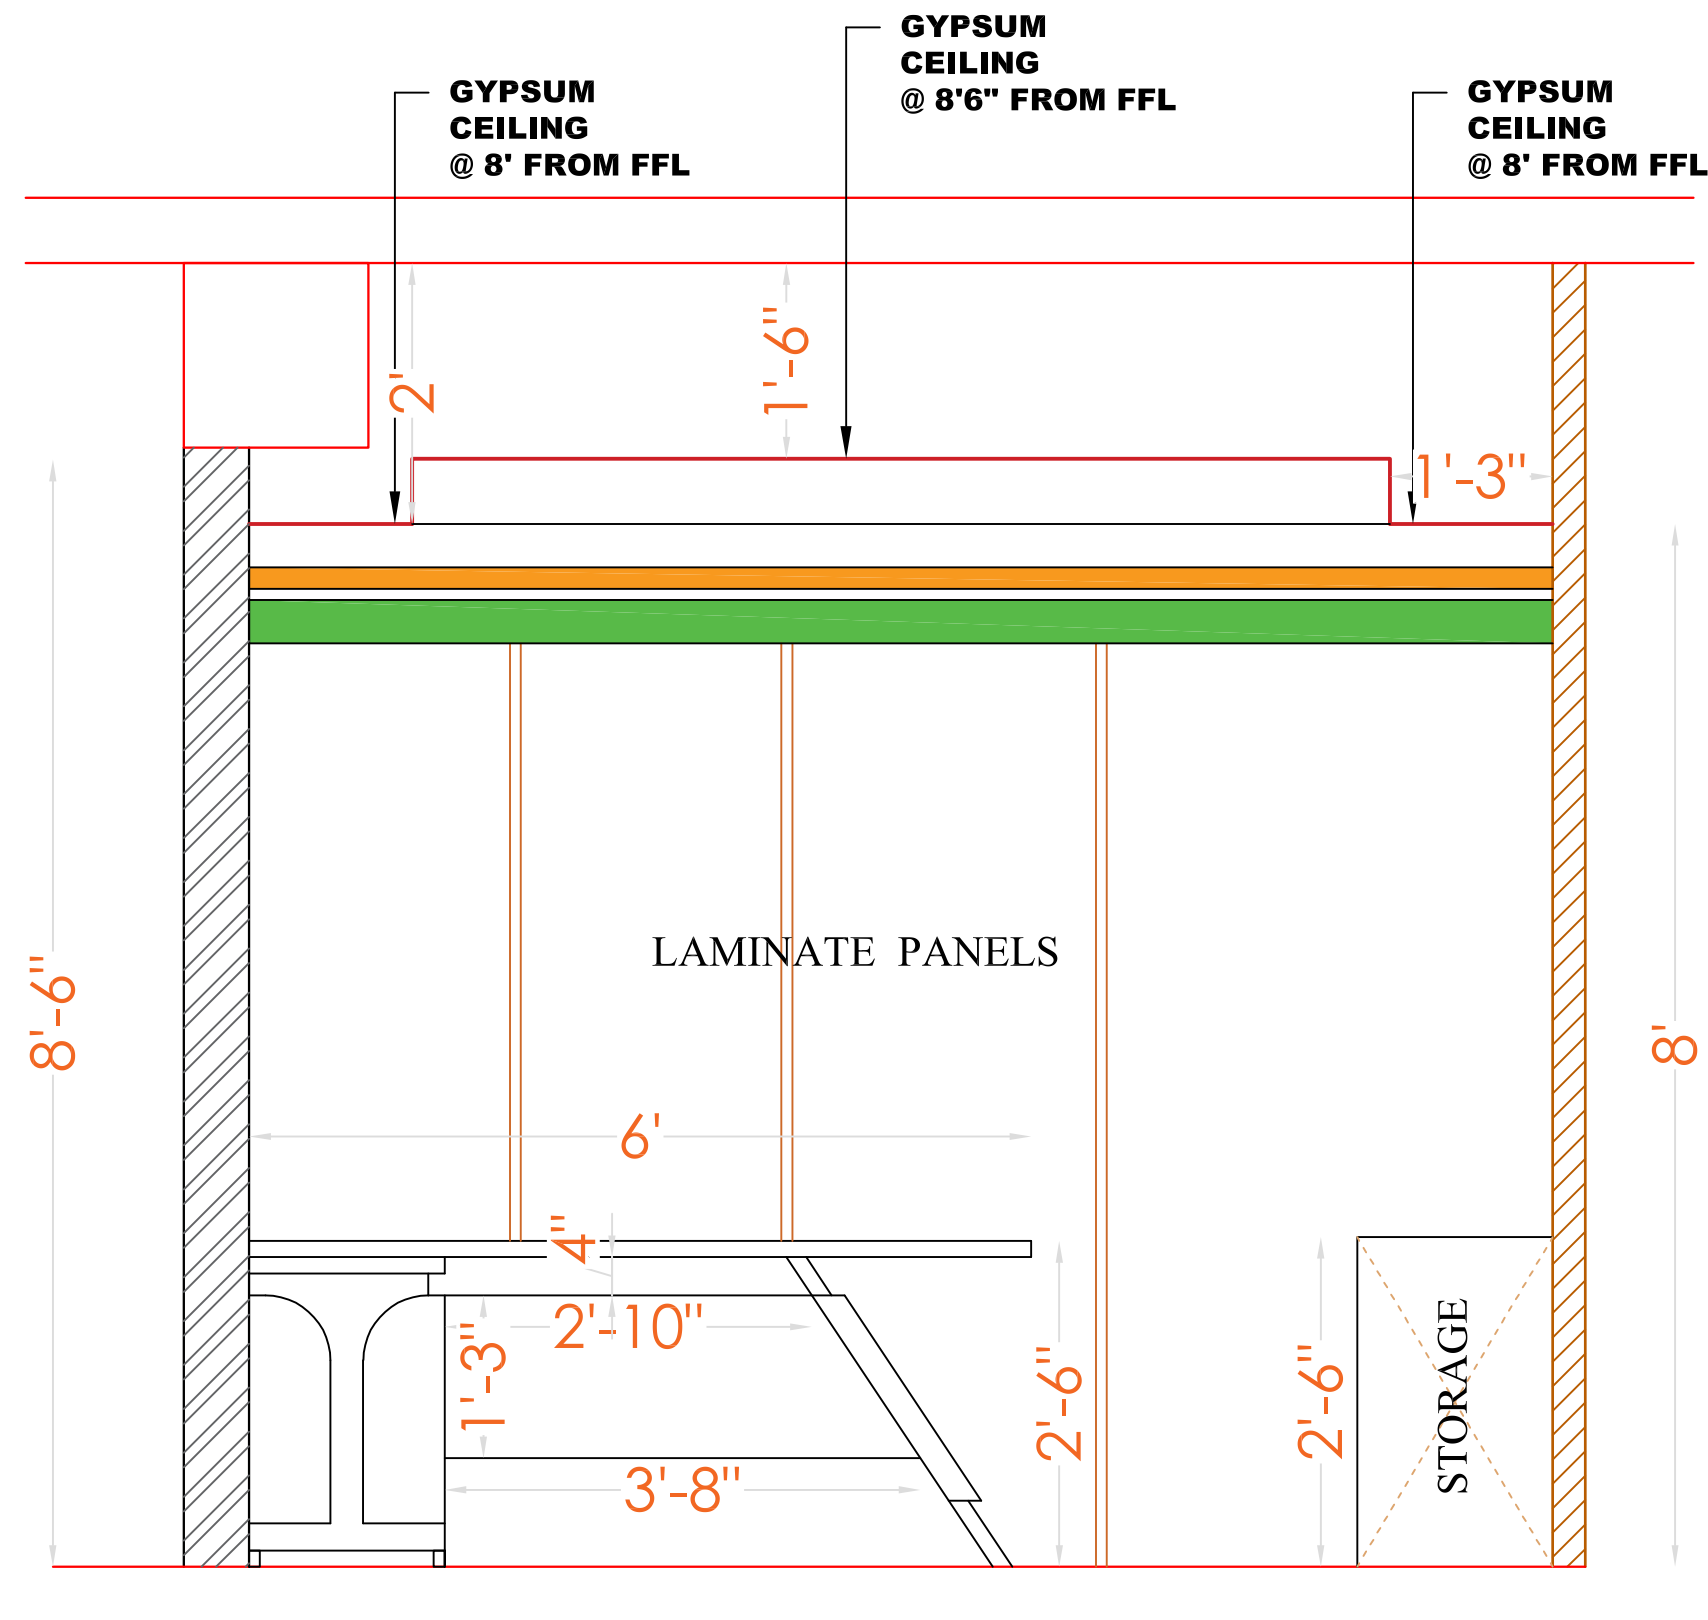 GYPSUM
CEILING
@ 8'6" FROM FFL
GYPSUM
CEILING
@ 8' FROM FFL
GYPSUM
CEILING
@ 8' FROM FFL
2'
1'-6"
1'-3"
8'-6"
LAMINATE PANELS
8'
6'
4"
2'-10"
1'-3"
2'-6"
2'-6"
STORAGE
3'-8"